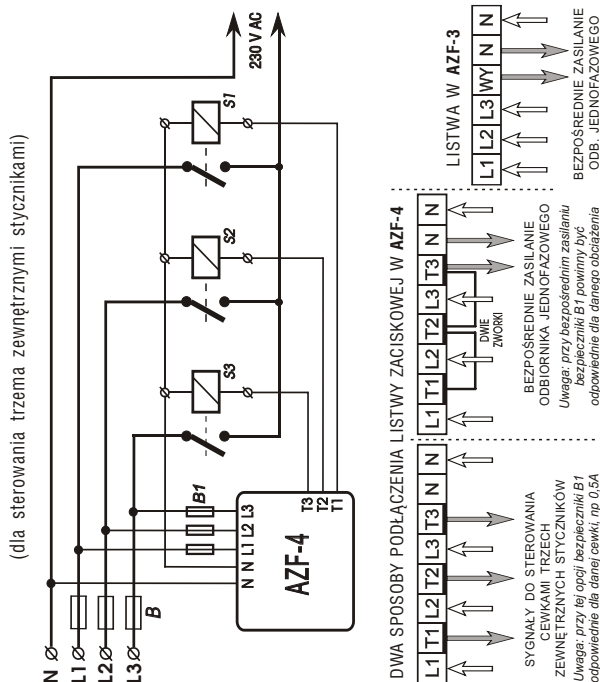 (dla sterowania trzema zewnętrznymi stycznikami)
N
L1
L2
L3
B
B1
N N L1 L2 L3
AZF-4
T3
T2
T1
S3
S2
S1
230 V AC
DWA SPOSOBY PODŁĄCZENIA LISTWY ZACISKOWEJ W AZF-4
L1 T1 L2 T2 L3 T3 N N
SYGNAŁY DO STEROWANIA
CEWKAMI TRZECH
ZEWNĘTRZNYCH STYCZNIKÓW
Uwaga: przy tej opcji bezpieczniki B1
odpowiednie dla danej cewki, np 0,5A
L1 T1 L2 T2 L3 T3 N N
DWIE
ZWORKI
BEZPOŚREDNIE ZASILANIE
ODBIORNIKA JEDNOFAZOWEGO
Uwaga: przy bezpośrednim zasilaniu
bezpieczniki B1 powinny być
odpowiednie dla danego obciążenia
LISTWA W AZF-3
L1 L2 L3 WY N N
BEZPOŚREDNIE ZASILANIE
ODB. JEDNOFAZOWEGO